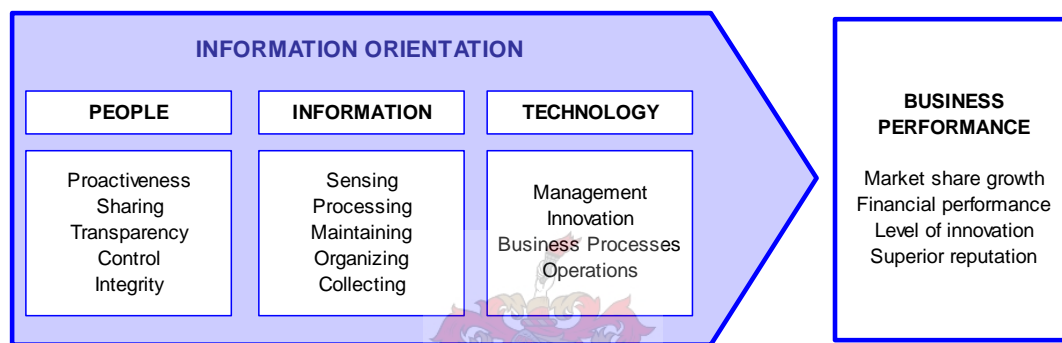 INFORMATION ORIENTATION
PEOPLE
Proactiveness
Sharing
Transparency
Control
Integrity
INFORMATION
Sensing
Processing
Maintaining
Organizing
Collecting
TECHNOLOGY
Management
Innovation
Business Processes
Operations
BUSINESS
PERFORMANCE
Market share growth
Financial performance
Level of innovation
Superior reputation